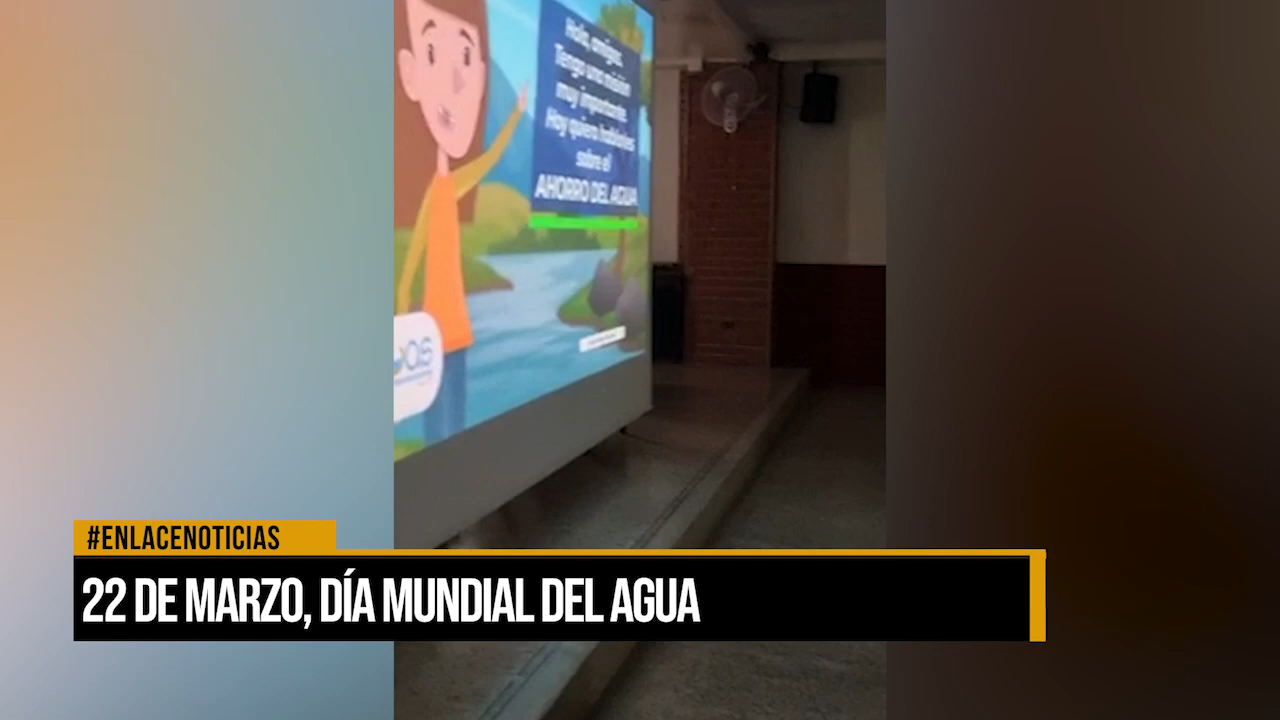 Hola, amigos.
Tengo una misión
muy importante.
Hoy quiero hablarles
sobre el
AHORRO DEL AGUA
#ENLACENOTICIAS
22 DE MARZO, DÍA MUNDIAL DEL AGUA